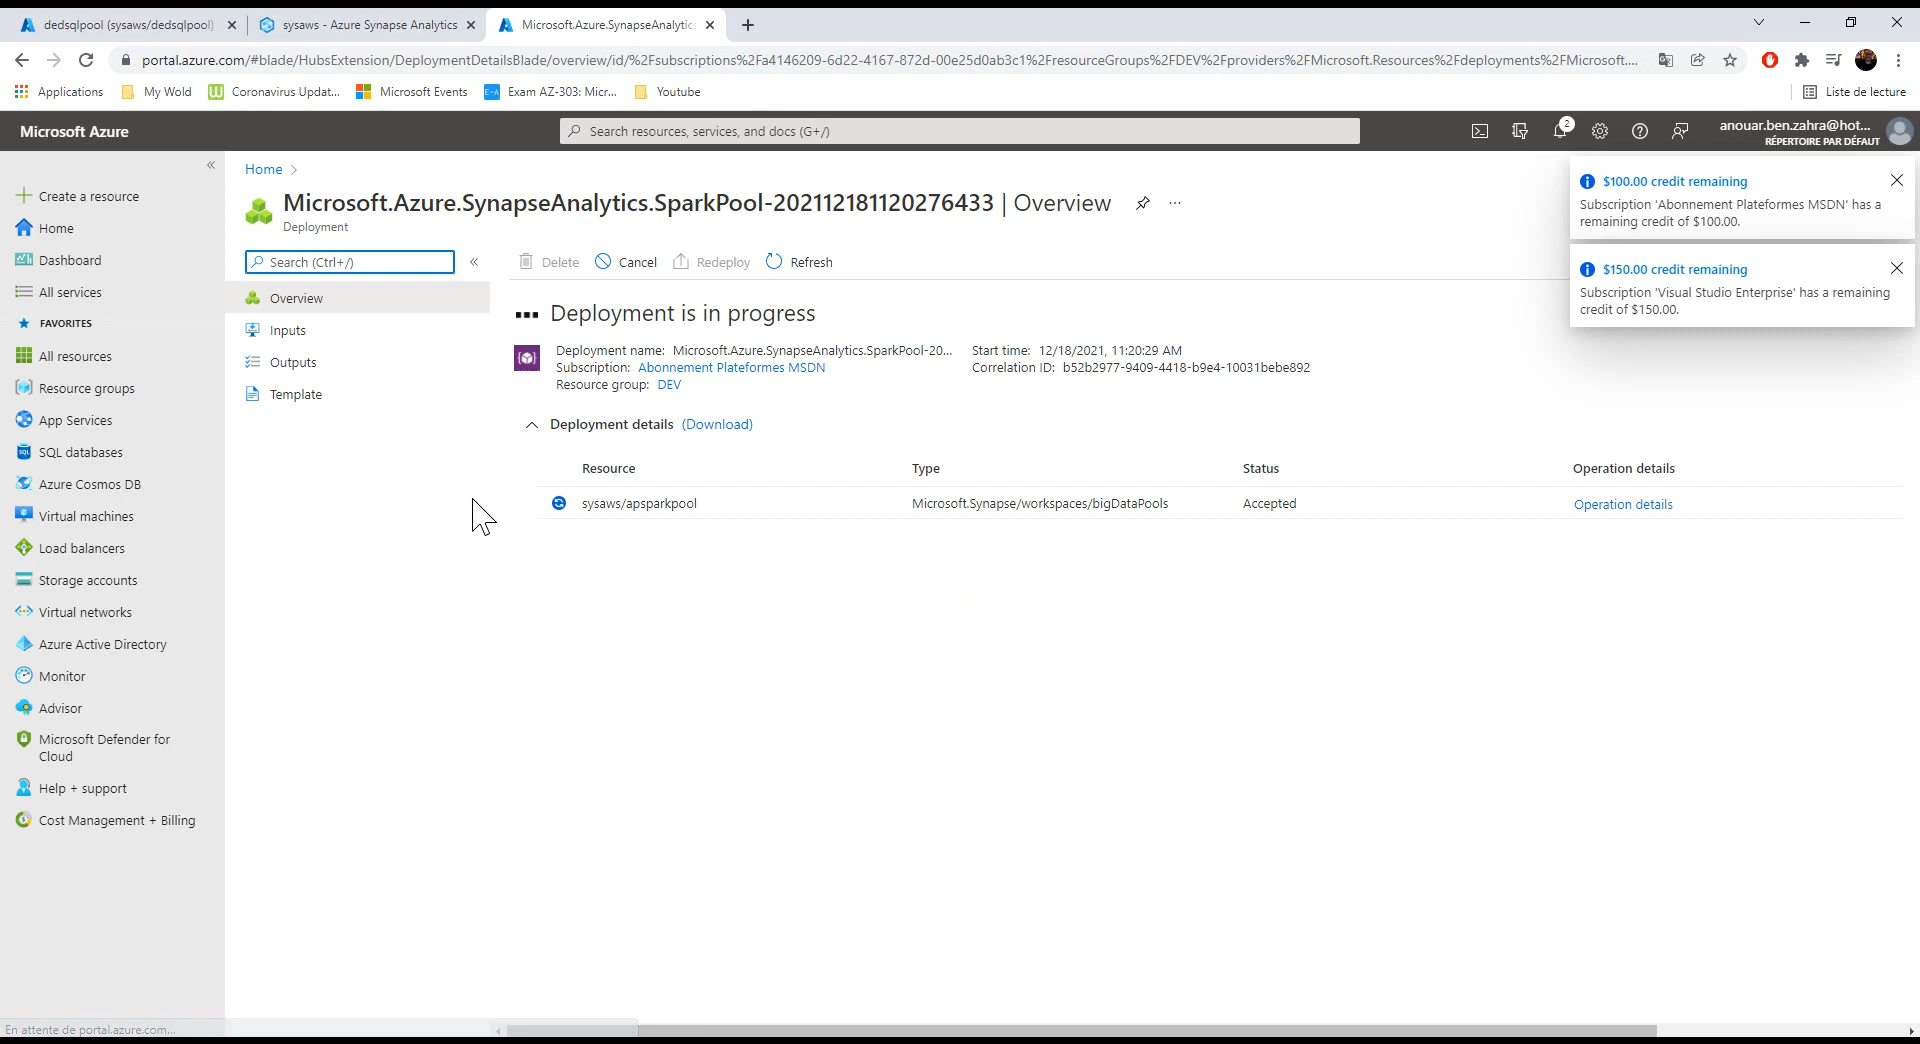 dedsqlpool (sysaws/dedsqlpool)
sysaws - Azure Synapse Analytics
Microsoft.Azure.SynapseAnalytic
portal.azure.com/#blade/HubsExtension/DeploymentDetailsBlade/overview/id/%2Fsubscriptions%2Fa4146209-6d22-4167-872d-00e25d0ab3c1%2FresourceGroups%2FDEV%2Fproviders%2FMicrosoft.Resources%2Fdeployments%2FMicrosoft....
Applications
My Wold
Coronavirus Updat...
Microsoft Events
Exam AZ-303: Micr...
Youtube
Liste de lecture
Microsoft Azure
Search resources, services, and docs (G+/)
2
anouar.ben.zahra@hot...
RÉPERTOIRE PAR DÉFAUT
Create a resource
Home
Dashboard
All services
FAVORITES
All resources
Resource groups
App Services
SQL databases
Azure Cosmos DB
Virtual machines
Load balancers
Storage accounts
Virtual networks
Azure Active Directory
Monitor
Advisor
Microsoft Defender for
Cloud
Help + support
Cost Management + Billing
En attente de portal.azure.com...
Home
Microsoft.Azure.SynapseAnalytics.SparkPool-202112181120276433 | Overview
Deployment
Search (Ctrl+/)
Overview
Inputs
Outputs
Template
Delete
Cancel
Redeploy
Refresh
Deployment is in progress
Deployment name: Microsoft.Azure.SynapseAnalytics.SparkPool-20...
Subscription: Abonnement Plateformes MSDN
Resource group: DEV
Start time: 12/18/2021, 11:20:29 AM
Correlation ID: b52b2977-9409-4418-b9e4-10031bebe892
Deployment details (Download)
Resource Type Status Operation details
sysaws/apsparkpool Microsoft.Synapse/workspaces/bigDataPools Accepted Operation details
$100.00 credit remaining
Subscription 'Abonnement Plateformes MSDN' has a
remaining credit of $100.00.
$150.00 credit remaining
Subscription 'Visual Studio Enterprise' has a remaining
credit of $150.00.